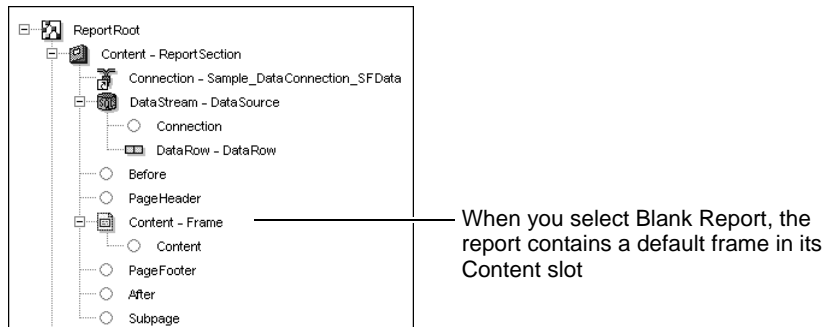 ReportRoot
Content - ReportSection
Connection - Sample_DataConnection_SFData
DataStream - DataSource
Connection
DataRow - DataRow
Before
PageHeader
Content - Frame
Content
PageFooter
After
Subpage
When you select Blank Report, the
report contains a default frame in its
Content slot